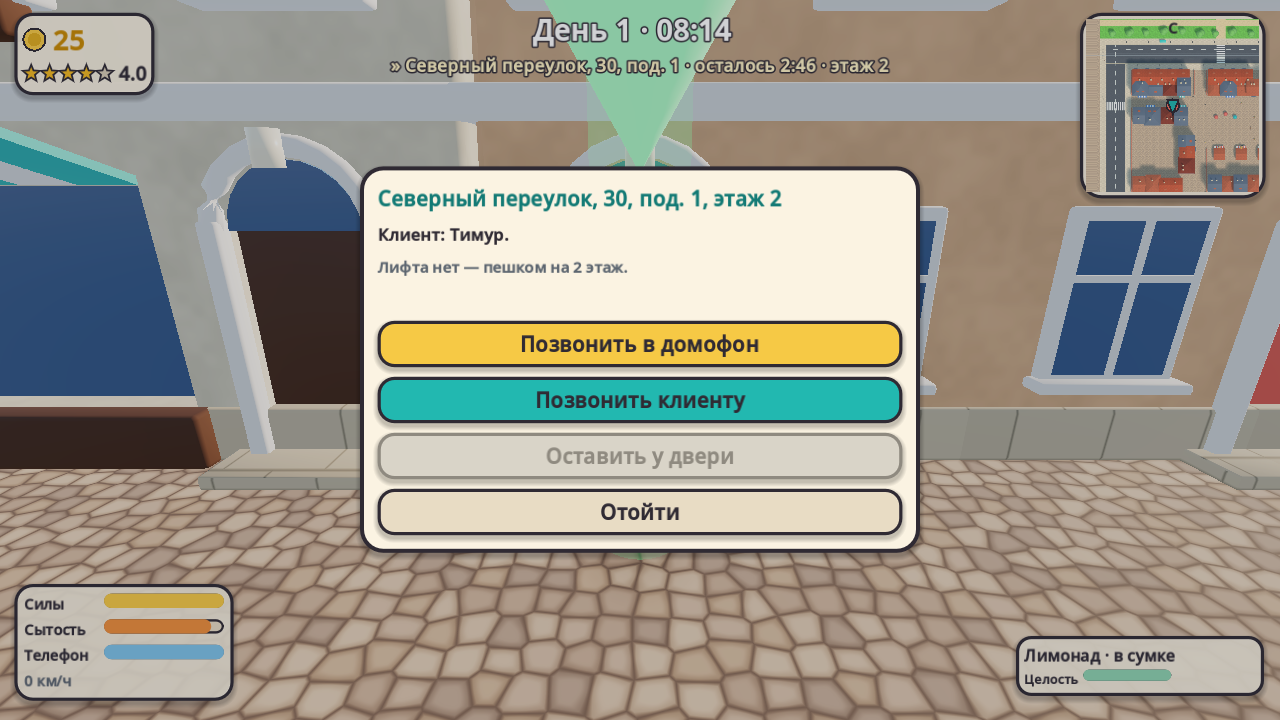 25
4.0
День 1 · 08:14
» Северный переулок, 30, под. 1 · осталось 2:46 · этаж 2
С
Северный переулок, 30, под. 1, этаж 2
Клиент: Тимур.
Лифта нет — пешком на 2 этаж.
Позвонить в домофон
Позвонить клиенту
Оставить у двери
Отойти
Силы
Сытость
Телефон
0 км/ч
Лимонад · в сумке
Целость